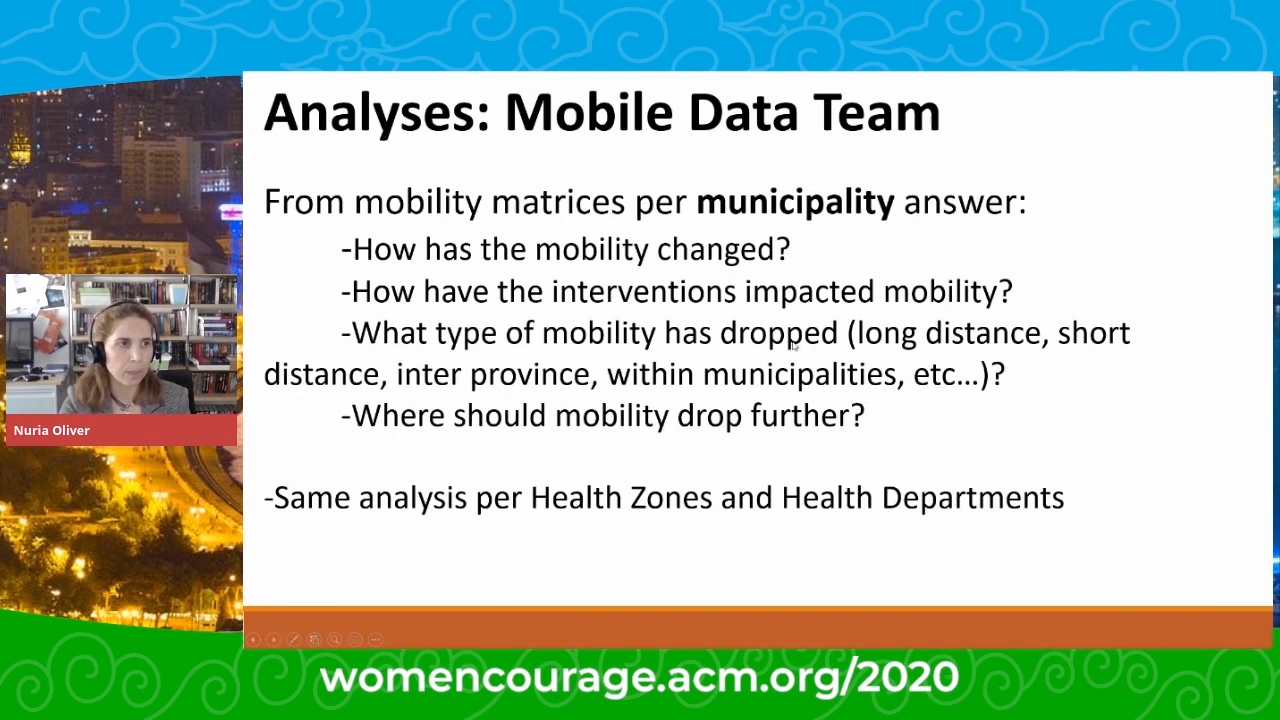 Analyses: Mobile Data Team
From mobility matrices per municipality answer:
-How has the mobility changed?
-How have the interventions impacted mobility?
-What type of mobility has dropped (long distance, short
distance, inter province, within municipalities, etc...)?
-Where should mobility drop further?
-Same analysis per Health Zones and Health Departments
Nuria Oliver
womencourage.acm.org/2020